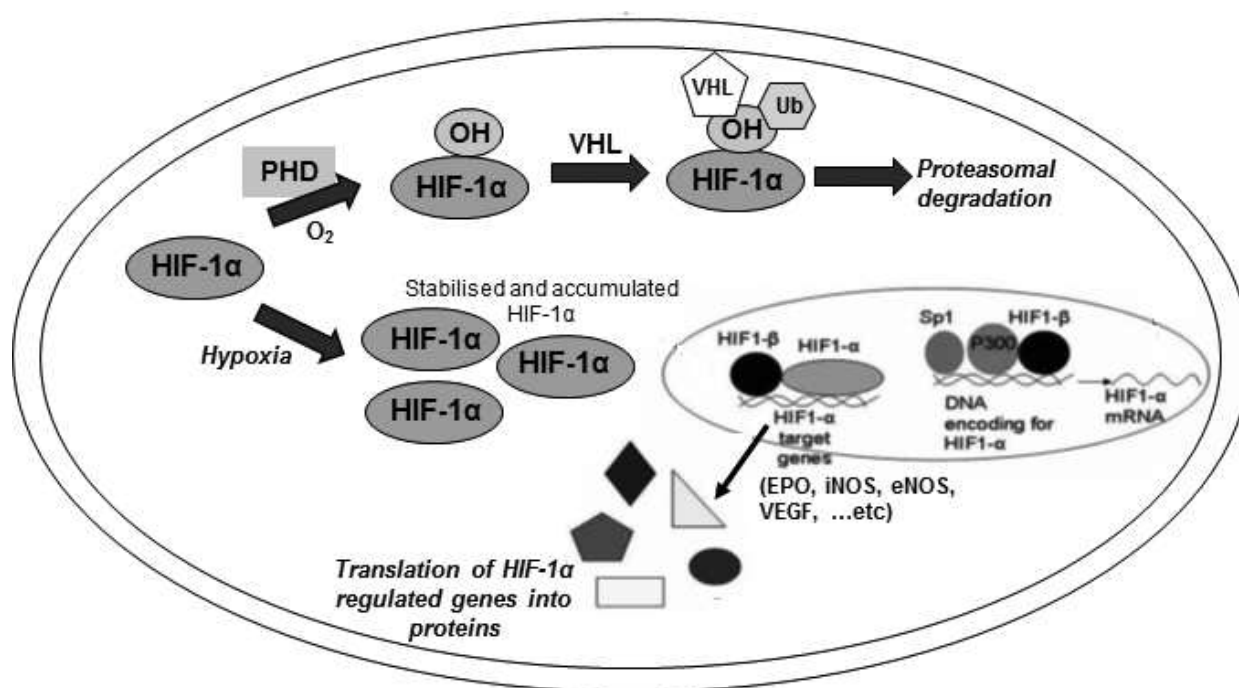 VHL
Ub
OH
HIF-1α
VHL
OH
HIF-1α
PHD
O₂
Proteasomal
degradation
HIF-1α
Stabilised and accumulated
HIF-1α
Hypoxia
HIF-1α
HIF-1α
HIF-1α
HIF1-β
HIF1-α
HIF1-α
target
genes
Sp1
P300
HIF1-β
DNA
encoding for
HIF1-α
HIF1-α
mRNA
(EPO, iNOS, eNOS,
VEGF, ...etc)
Translation of HIF-1α
regulated genes into
proteins